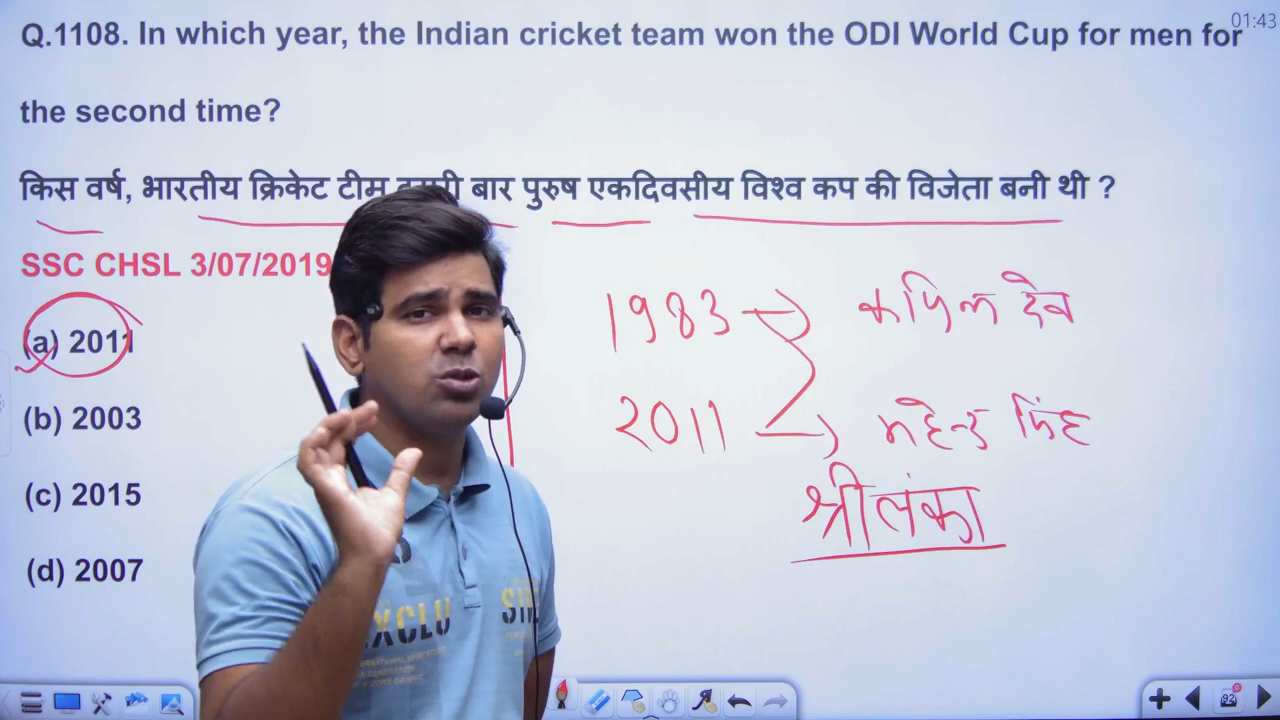 01:43
Q.1108. In which year, the Indian cricket team won the ODI World Cup for men for
the second time?
किस वर्ष, भारतीय क्रिकेट टीम बार पुरुष एकदिवसीय विश्व कप की विजेता बनी थी ?
SSC CHSL 3/07/2019
(a) 2011
(b) 2003
(c) 2015
(d) 2007
1983 → कपिल देव
2011 → महेन्द्र सिंह
श्रीलंका
EXCLU
92